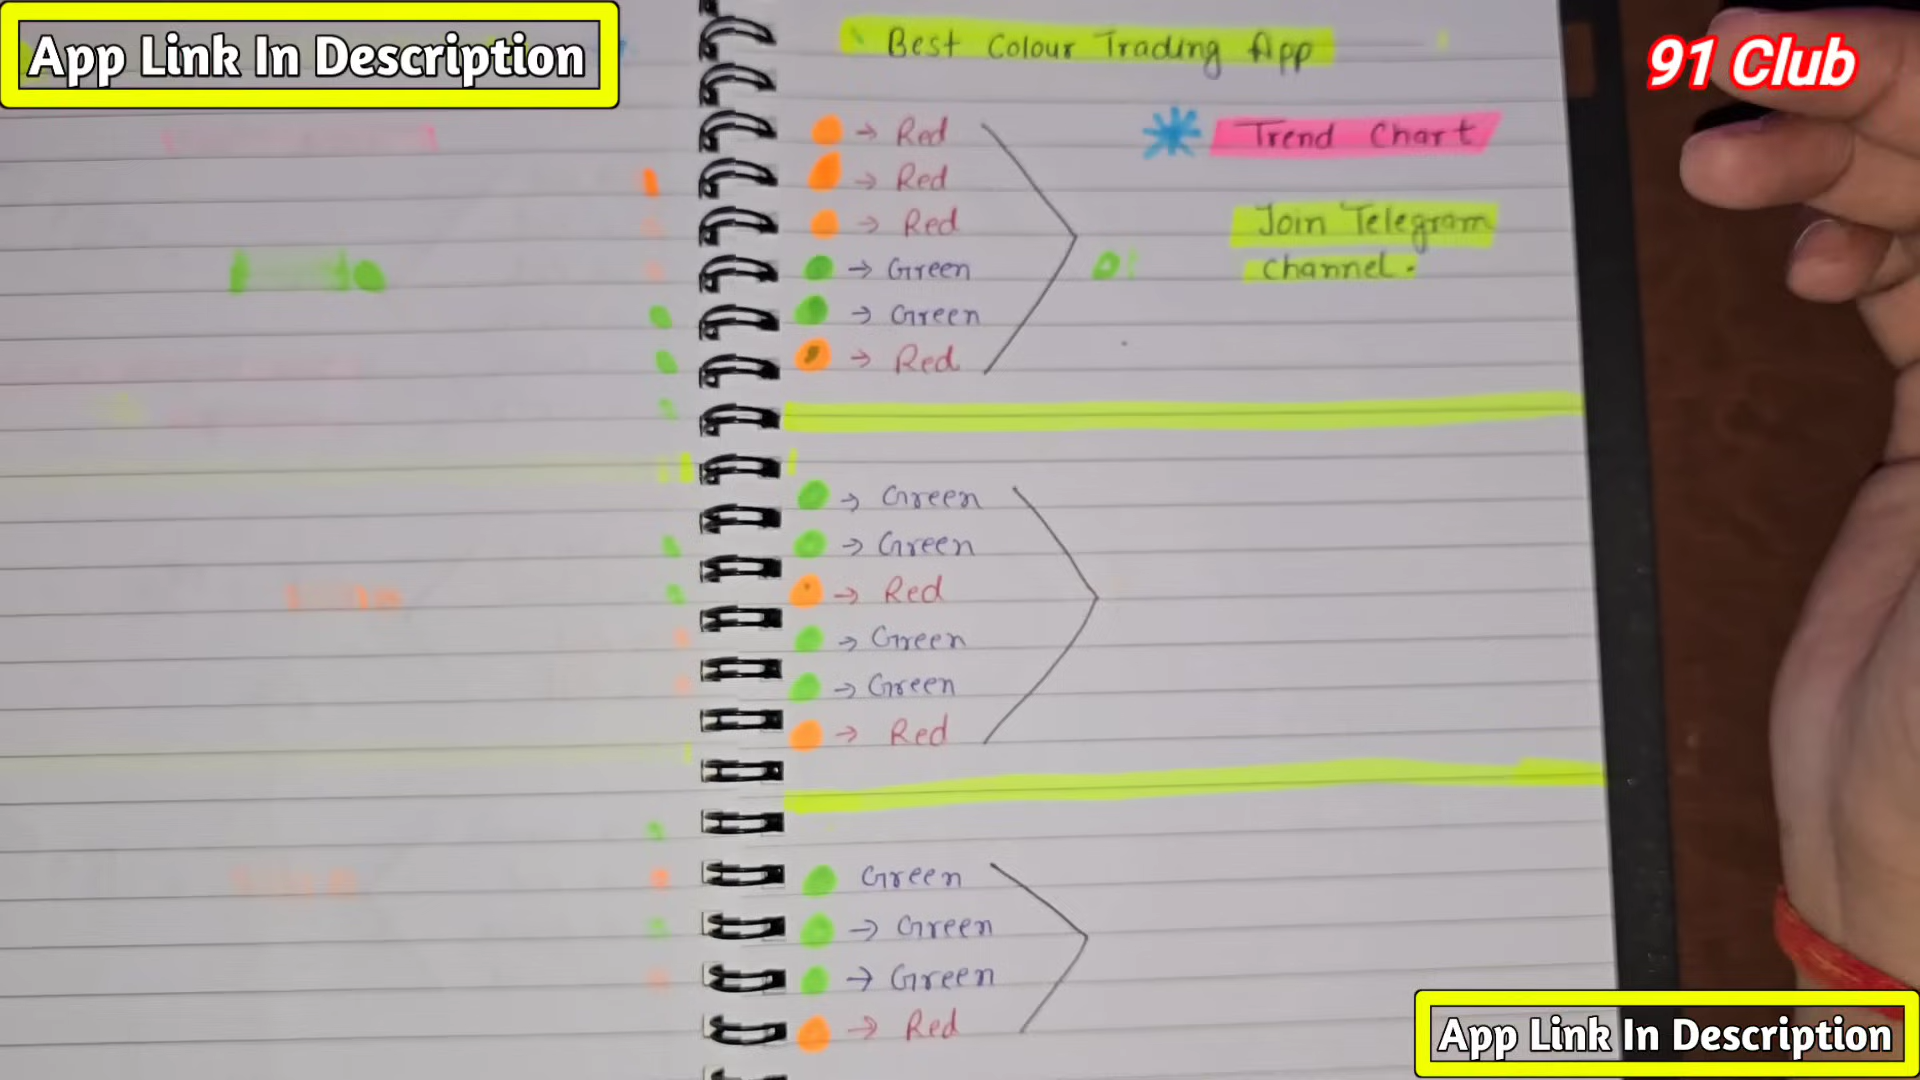 App Link In Description
91 Club
Best Colour Trading App
Trend Chart
Join Telegram
channel.
→ Red
→ Red
→ Red
→ Green
→ Green
→ Red
→ Green
→ Green
→ Red
→ Green
→ Green
→ Red
Green
→ Green
→ Green
→ Red
App Link In Description